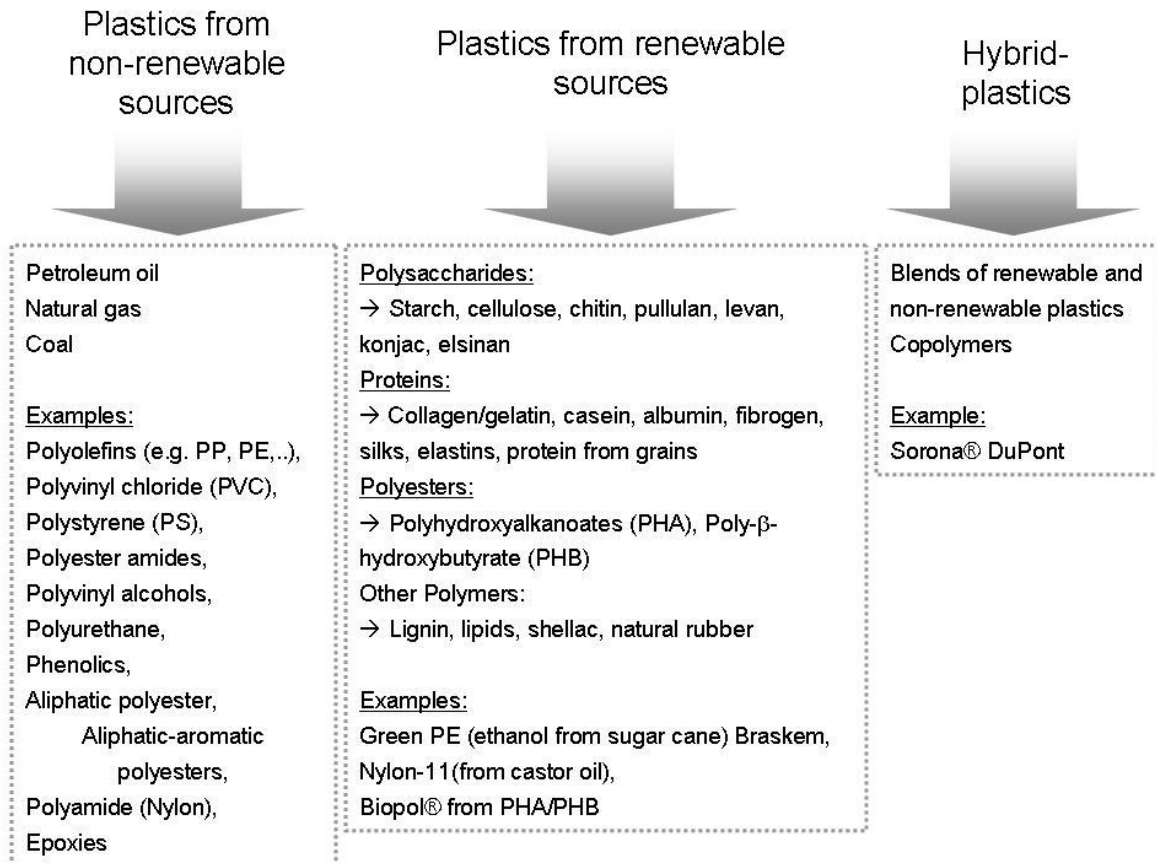 Plastics from
non-renewable
sources
Plastics from renewable
sources
Hybrid-
plastics
Petroleum oil
Natural gas
Coal
Examples:
Polyolefins (e.g. PP, PE,..),
Polyvinyl chloride (PVC),
Polystyrene (PS),
Polyester amides,
Polyvinyl alcohols,
Polyurethane,
Phenolics,
Aliphatic polyester,
Aliphatic-aromatic
polyesters,
Polyamide (Nylon),
Epoxies
Polysaccharides:
→ Starch, cellulose, chitin, pullulan, levan,
konjac, elsinan
Proteins:
→ Collagen/gelatin, casein, albumin, fibrogen,
silks, elastins, protein from grains
Polyesters:
→ Polyhydroxyalkanoates (PHA), Poly-β-
hydroxybutyrate (PHB)
Other Polymers:
→ Lignin, lipids, shellac, natural rubber
Examples:
Green PE (ethanol from sugar cane) Braskem,
Nylon-11(from castor oil),
Biopol® from PHA/PHB
Blends of renewable and
non-renewable plastics
Copolymers
Example:
Sorona® DuPont